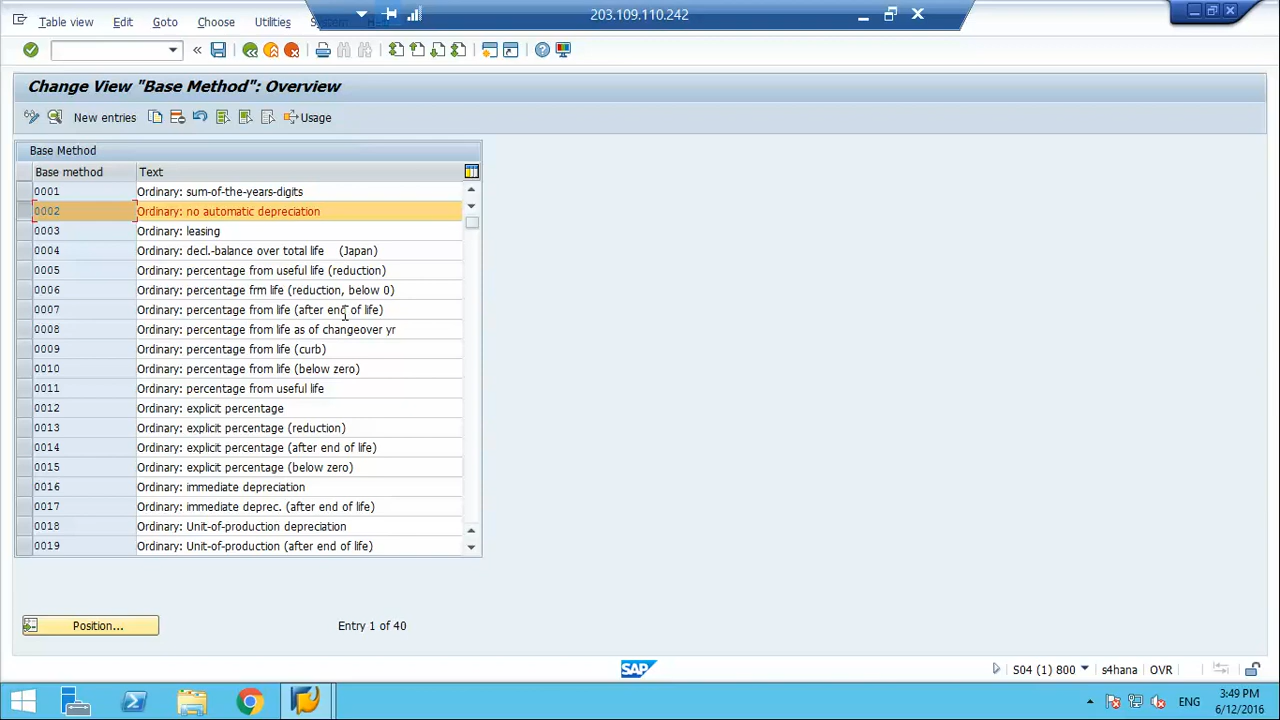 203.109.110.242
Table view Edit Goto Choose Utilities System Help
Change View "Base Method": Overview
New entries Usage
Base Method
Base method Text
0001 Ordinary: sum-of-the-years-digits
0002 Ordinary: no automatic depreciation
0003 Ordinary: leasing
0004 Ordinary: decl.-balance over total life (Japan)
0005 Ordinary: percentage from useful life (reduction)
0006 Ordinary: percentage frm life (reduction, below 0)
0007 Ordinary: percentage from life (after end of life)
0008 Ordinary: percentage from life as of changeover yr
0009 Ordinary: percentage from life (curb)
0010 Ordinary: percentage from life (below zero)
0011 Ordinary: percentage from useful life
0012 Ordinary: explicit percentage
0013 Ordinary: explicit percentage (reduction)
0014 Ordinary: explicit percentage (after end of life)
0015 Ordinary: explicit percentage (below zero)
0016 Ordinary: immediate depreciation
0017 Ordinary: immediate deprec. (after end of life)
0018 Ordinary: Unit-of-production depreciation
0019 Ordinary: Unit-of-production (after end of life)
Position... Entry 1 of 40
SAP S04 (1) 800 s4hana OVR
ENG 3:49 PM
6/12/2016